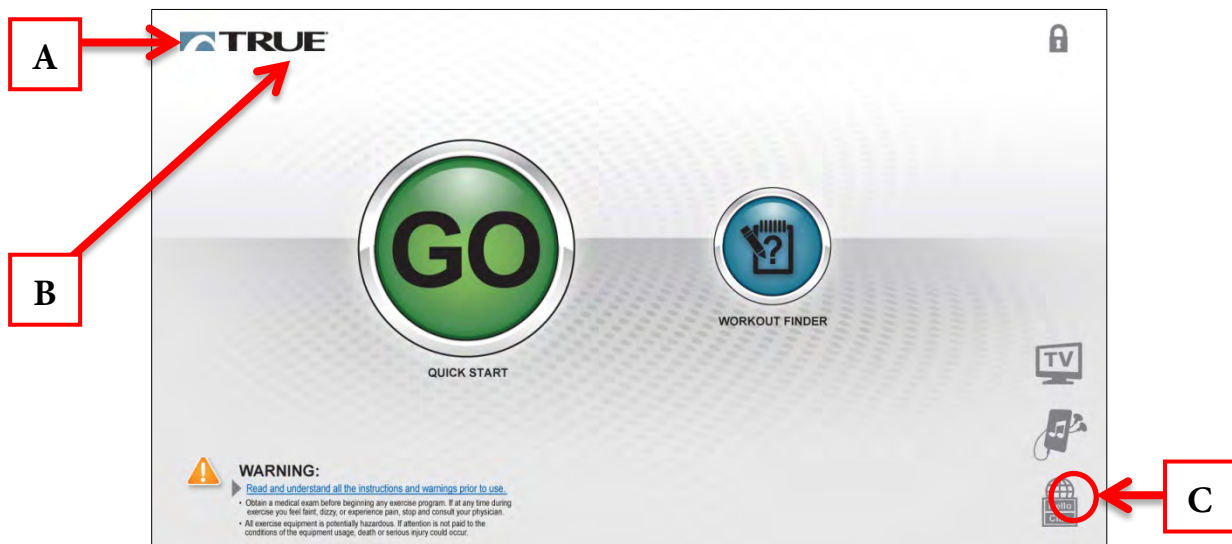 A
TRUE
B
GO
?
QUICK START
WORKOUT FINDER
TV
WARNING:
Read and understand all the instructions and warnings prior to use.
• Obtain a medical exam before beginning any exercise program. If at any time during
exercise you feel faint, dizzy, or experience pain, stop and consult your physician.
• All exercise equipment is potentially hazardous. If attention is not paid to the
conditions of the equipment usage, death or serious injury could occur.
Hello
C